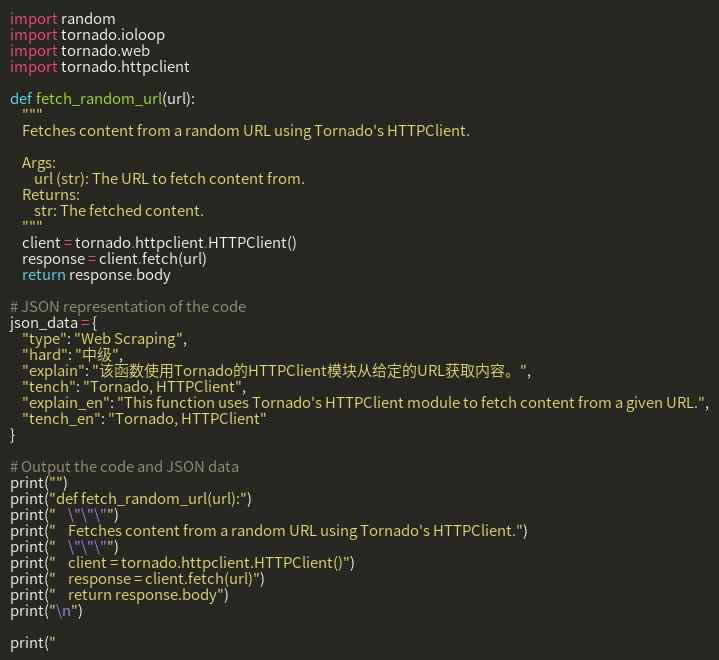 import random
import tornado.ioloop
import tornado.web
import tornado.httpclient

def fetch_random_url(url):
    """
    Fetches content from a random URL using Tornado's HTTPClient.

    Args:
        url (str): The URL to fetch content from.
    Returns:
        str: The fetched content.
    """
    client = tornado.httpclient.HTTPClient()
    response = client.fetch(url)
    return response.body

# JSON representation of the code
json_data = {
    "type": "Web Scraping",
    "hard": "中级",
    "explain": "该函数使用Tornado的HTTPClient模块从给定的URL获取内容。",
    "tench": "Tornado, HTTPClient",
    "explain_en": "This function uses Tornado's HTTPClient module to fetch content from a given URL.",
    "tench_en": "Tornado, HTTPClient"
}

# Output the code and JSON data
print("")
print("def fetch_random_url(url):")
print("    \"\"\"")
print("    Fetches content from a random URL using Tornado's HTTPClient.")
print("    \"\"\"")
print("    client = tornado.httpclient.HTTPClient()")
print("    response = client.fetch(url)")
print("    return response.body")
print("\n")

print("